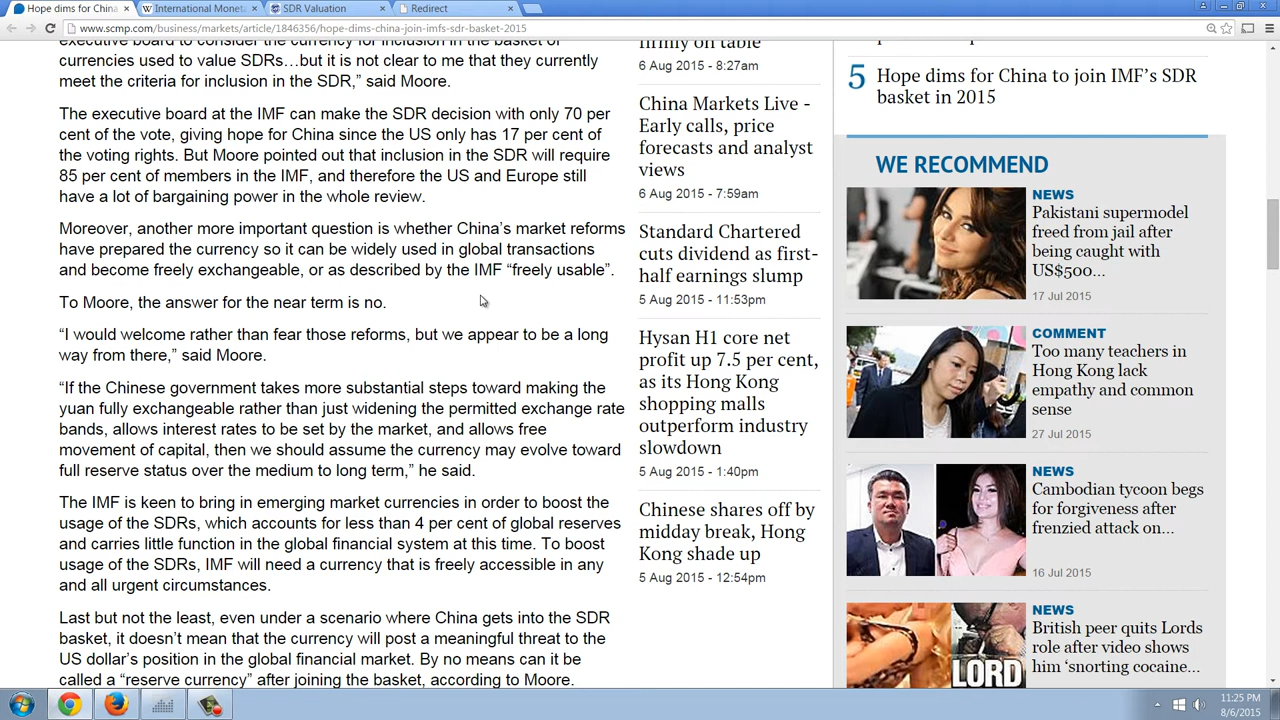 Hope dims for China
International Moneta
SDR Valuation
Redirect
www.scmp.com/business/markets/article/1846356/hope-dims-china-join-imfs-sdr-basket-2015
executive board to consider the currency for inclusion in the basket of
currencies used to value SDRs…but it is not clear to me that they currently
meet the criteria for inclusion in the SDR,” said Moore.
The executive board at the IMF can make the SDR decision with only 70 per
cent of the vote, giving hope for China since the US only has 17 per cent of
the voting rights. But Moore pointed out that inclusion in the SDR will require
85 per cent of members in the IMF, and therefore the US and Europe still
have a lot of bargaining power in the whole review.
Moreover, another more important question is whether China’s market reforms
have prepared the currency so it can be widely used in global transactions
and become freely exchangeable, or as described by the IMF “freely usable”.
To Moore, the answer for the near term is no.
“I would welcome rather than fear those reforms, but we appear to be a long
way from there,” said Moore.
“If the Chinese government takes more substantial steps toward making the
yuan fully exchangeable rather than just widening the permitted exchange rate
bands, allows interest rates to be set by the market, and allows free
movement of capital, then we should assume the currency may evolve toward
full reserve status over the medium to long term,” he said.
The IMF is keen to bring in emerging market currencies in order to boost the
usage of the SDRs, which accounts for less than 4 per cent of global reserves
and carries little function in the global financial system at this time. To boost
usage of the SDRs, IMF will need a currency that is freely accessible in any
and all urgent circumstances.
Last but not the least, even under a scenario where China gets into the SDR
basket, it doesn’t mean that the currency will post a meaningful threat to the
US dollar’s position in the global financial market. By no means can it be
called a “reserve currency” after joining the basket, according to Moore.
firmly on table
6 Aug 2015 - 8:27am
China Markets Live -
Early calls, price
forecasts and analyst
views
6 Aug 2015 - 7:59am
Standard Chartered
cuts dividend as first-
half earnings slump
5 Aug 2015 - 11:53pm
Hysan H1 core net
profit up 7.5 per cent,
as its Hong Kong
shopping malls
outperform industry
slowdown
5 Aug 2015 - 1:40pm
Chinese shares off by
midday break, Hong
Kong shade up
5 Aug 2015 - 12:54pm
5 Hope dims for China to join IMF’s SDR
basket in 2015
WE RECOMMEND
NEWS
Pakistani supermodel
freed from jail after
being caught with
US$500...
17 Jul 2015
COMMENT
Too many teachers in
Hong Kong lack
empathy and common
sense
27 Jul 2015
NEWS
Cambodian tycoon begs
for forgiveness after
frenzied attack on...
16 Jul 2015
NEWS
British peer quits Lords
role after video shows
him ‘snorting cocaine...
LORD
11:25 PM
8/6/2015